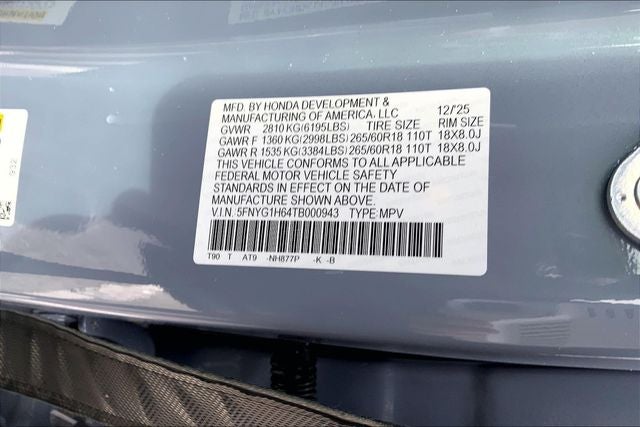 MFD. BY HONDA DEVELOPMENT &
MANUFACTURING OF AMERICA, LLC 12/'25
GVWR 2810 KG(6195LBS) TIRE SIZE RIM SIZE
GAWR F 1360 KG(2998LBS) 265/60R18 110T 18X8.0J
GAWR R 1535 KG(3384LBS) 265/60R18 110T 18X8.0J
THIS VEHICLE CONFORMS TO ALL APPLICABLE
FEDERAL MOTOR VEHICLE SAFETY
STANDARDS IN EFFECT ON THE DATE OF
MANUFACTURE SHOWN ABOVE.
V.I.N.: 5FNYG1H64TB000943 TYPE: MPV
T90 T AT9 -NH877P -K -B